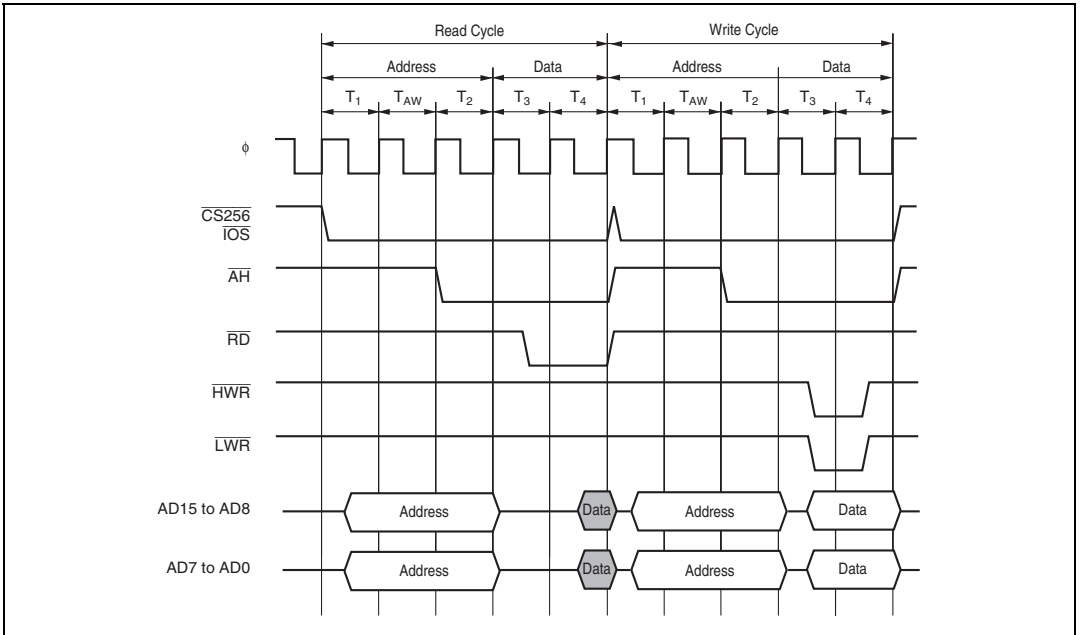 Read Cycle Write Cycle
Address Data Address Data
T1 TAW T2 T3 T4 T1 TAW T2 T3 T4
ϕ
CS256
IOS
AH
RD
HWR
LWR
AD15 to AD8 Address Data Address Data
AD7 to AD0 Address Data Address Data